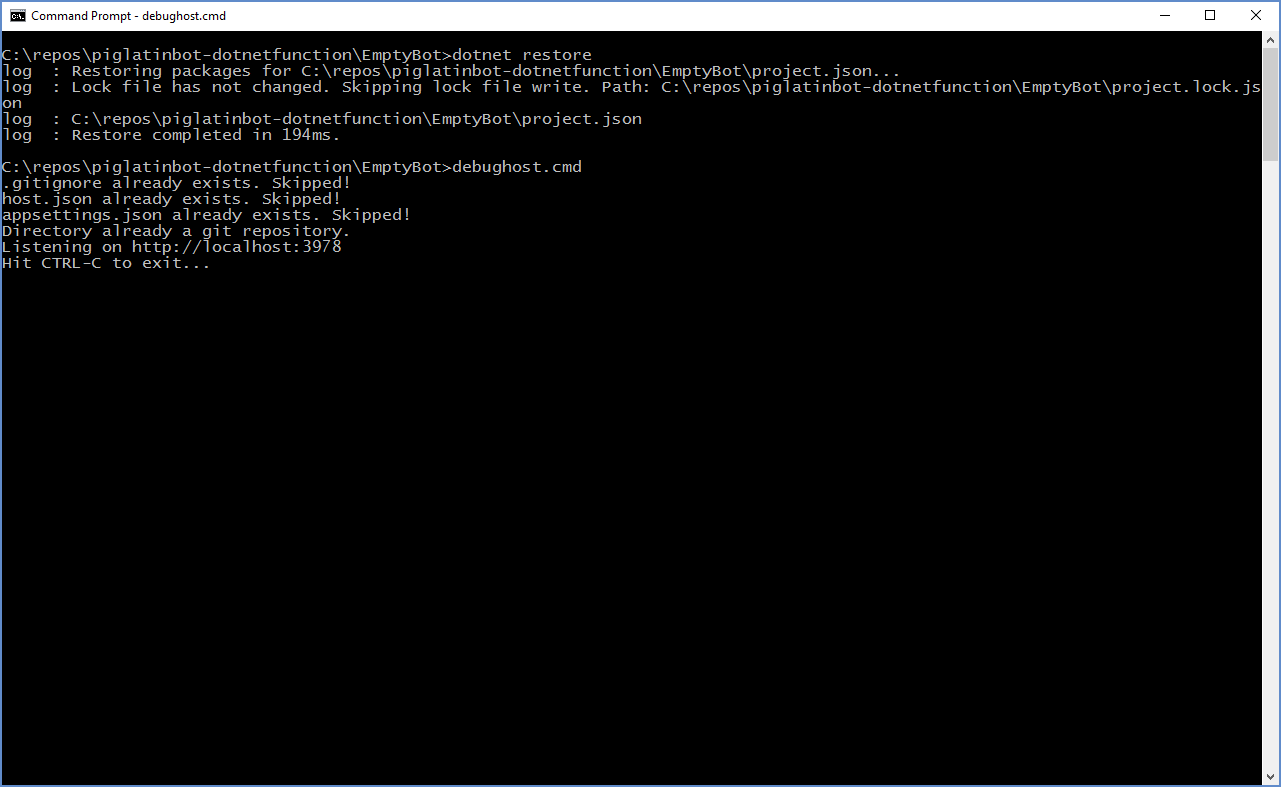 Command Prompt - debughost.cmd
C:\repos\piglatinbot-dotnetfunction\EmptyBot>dotnet restore
log  : Restoring packages for C:\repos\piglatinbot-dotnetfunction\EmptyBot\project.json...
log  : Lock file has not changed. Skipping lock file write. Path: C:\repos\piglatinbot-dotnetfunction\EmptyBot\project.lock.js
on
log  : C:\repos\piglatinbot-dotnetfunction\EmptyBot\project.json
log  : Restore completed in 194ms.
C:\repos\piglatinbot-dotnetfunction\EmptyBot>debughost.cmd
.gitignore already exists. Skipped!
host.json already exists. Skipped!
appsettings.json already exists. Skipped!
Directory already a git repository.
Listening on http://localhost:3978
Hit CTRL-C to exit...